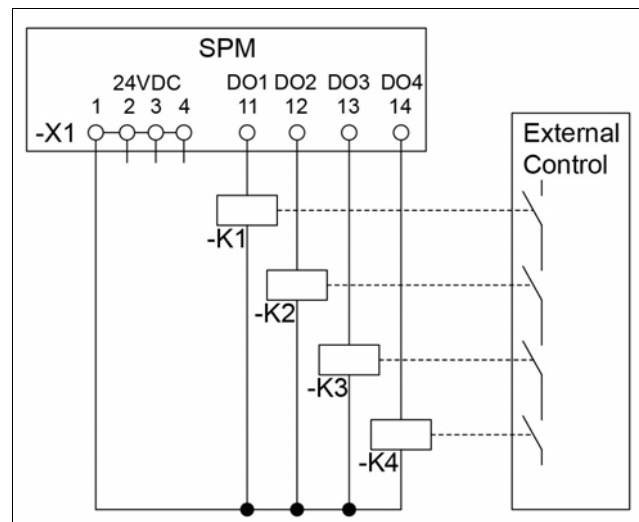 SPM
24VDC DO1 DO2 DO3 DO4
1 2 3 4 11 12 13 14
-X1
External
Control
-K1
-K2
-K3
-K4